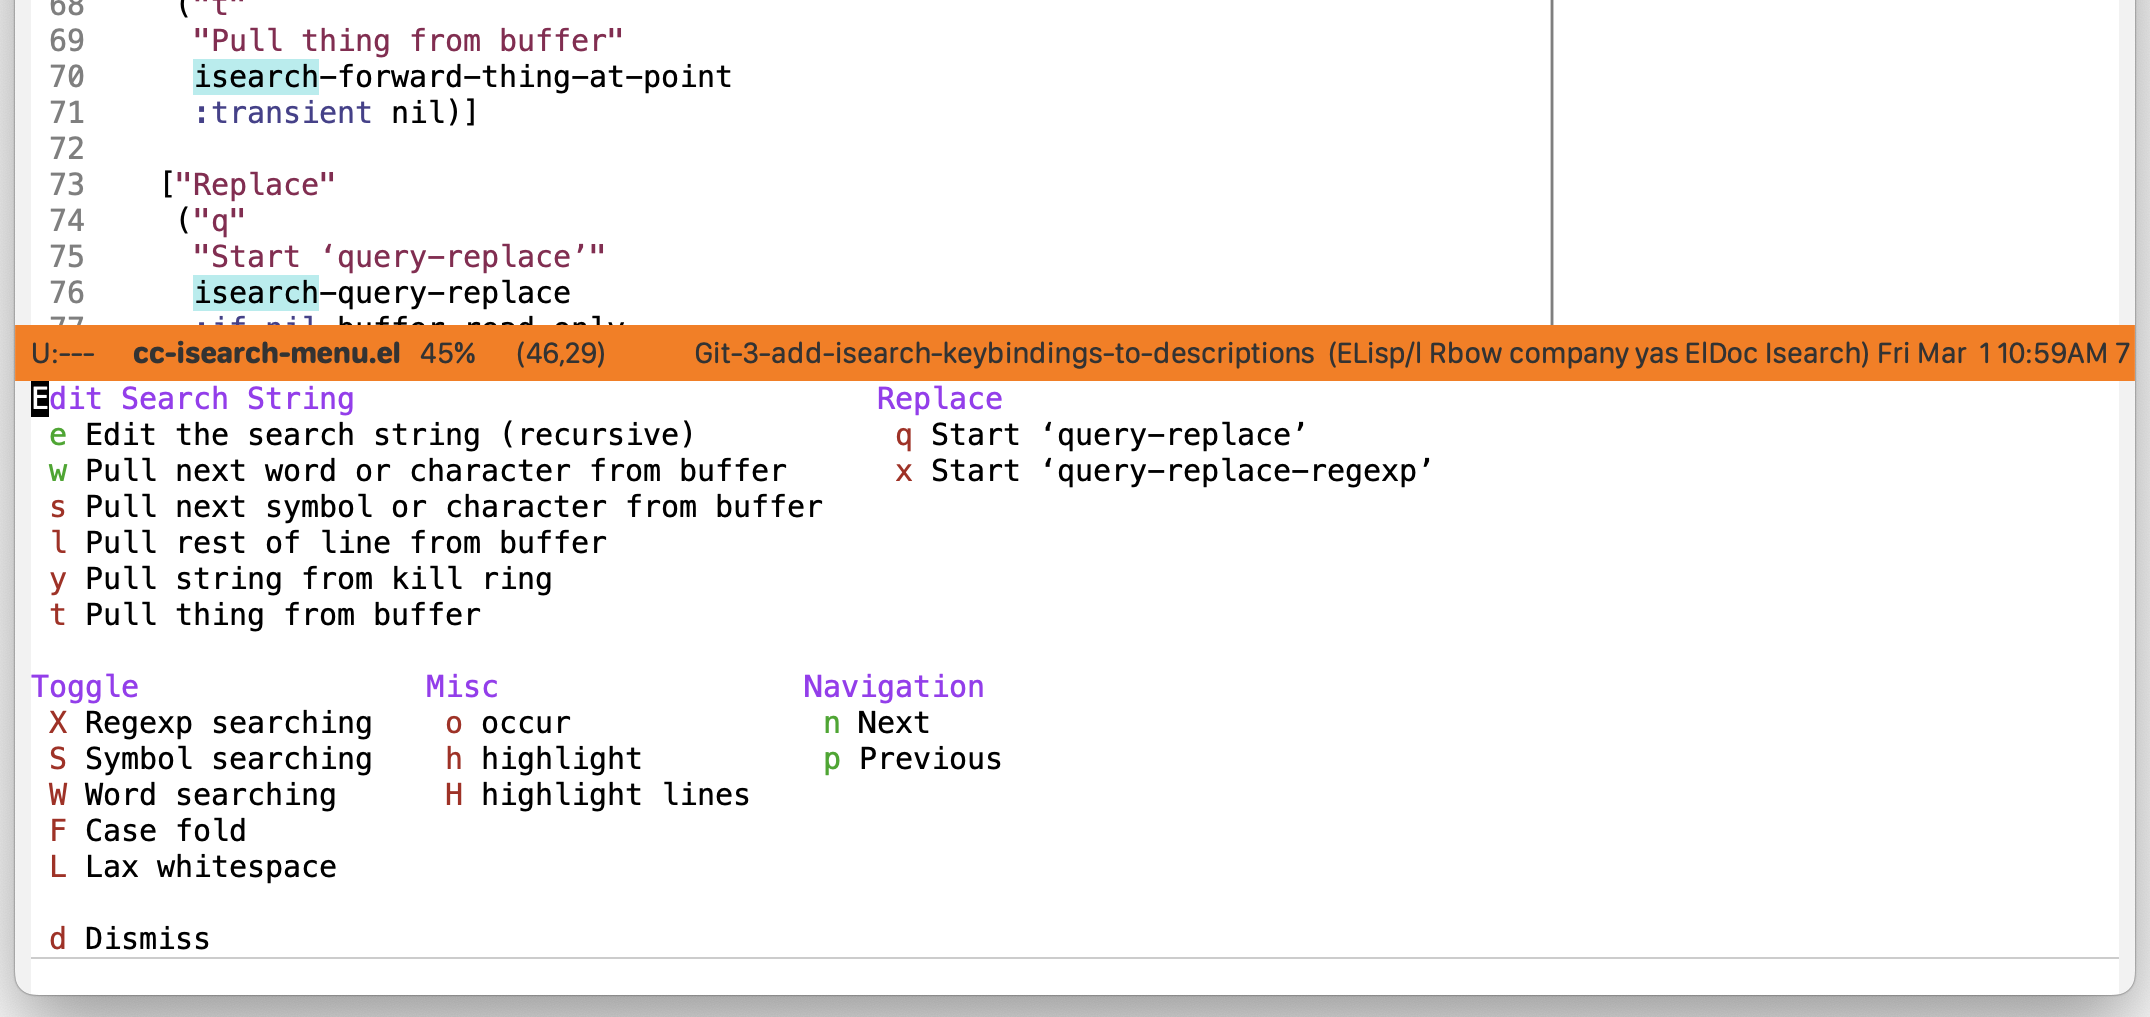 68 ("t"
69 "Pull thing from buffer"
70 isearch-forward-thing-at-point
71 :transient nil)]
72
73 ["Replace"
74 ("q"
75 "Start ‘query-replace’"
76 isearch-query-replace
77 :if-nil buffer-read-only
U:--- cc-isearch-menu.el 45% (46,29) Git-3-add-isearch-keybindings-to-descriptions (ELisp/l Rbow company yas ElDoc Isearch) Fri Mar 1 10:59AM 7
Edit Search String Replace
e Edit the search string (recursive) q Start ‘query-replace’
w Pull next word or character from buffer x Start ‘query-replace-regexp’
s Pull next symbol or character from buffer
l Pull rest of line from buffer
y Pull string from kill ring
t Pull thing from buffer
Toggle Misc Navigation
X Regexp searching o occur n Next
S Symbol searching h highlight p Previous
W Word searching H highlight lines
F Case fold
L Lax whitespace
d Dismiss